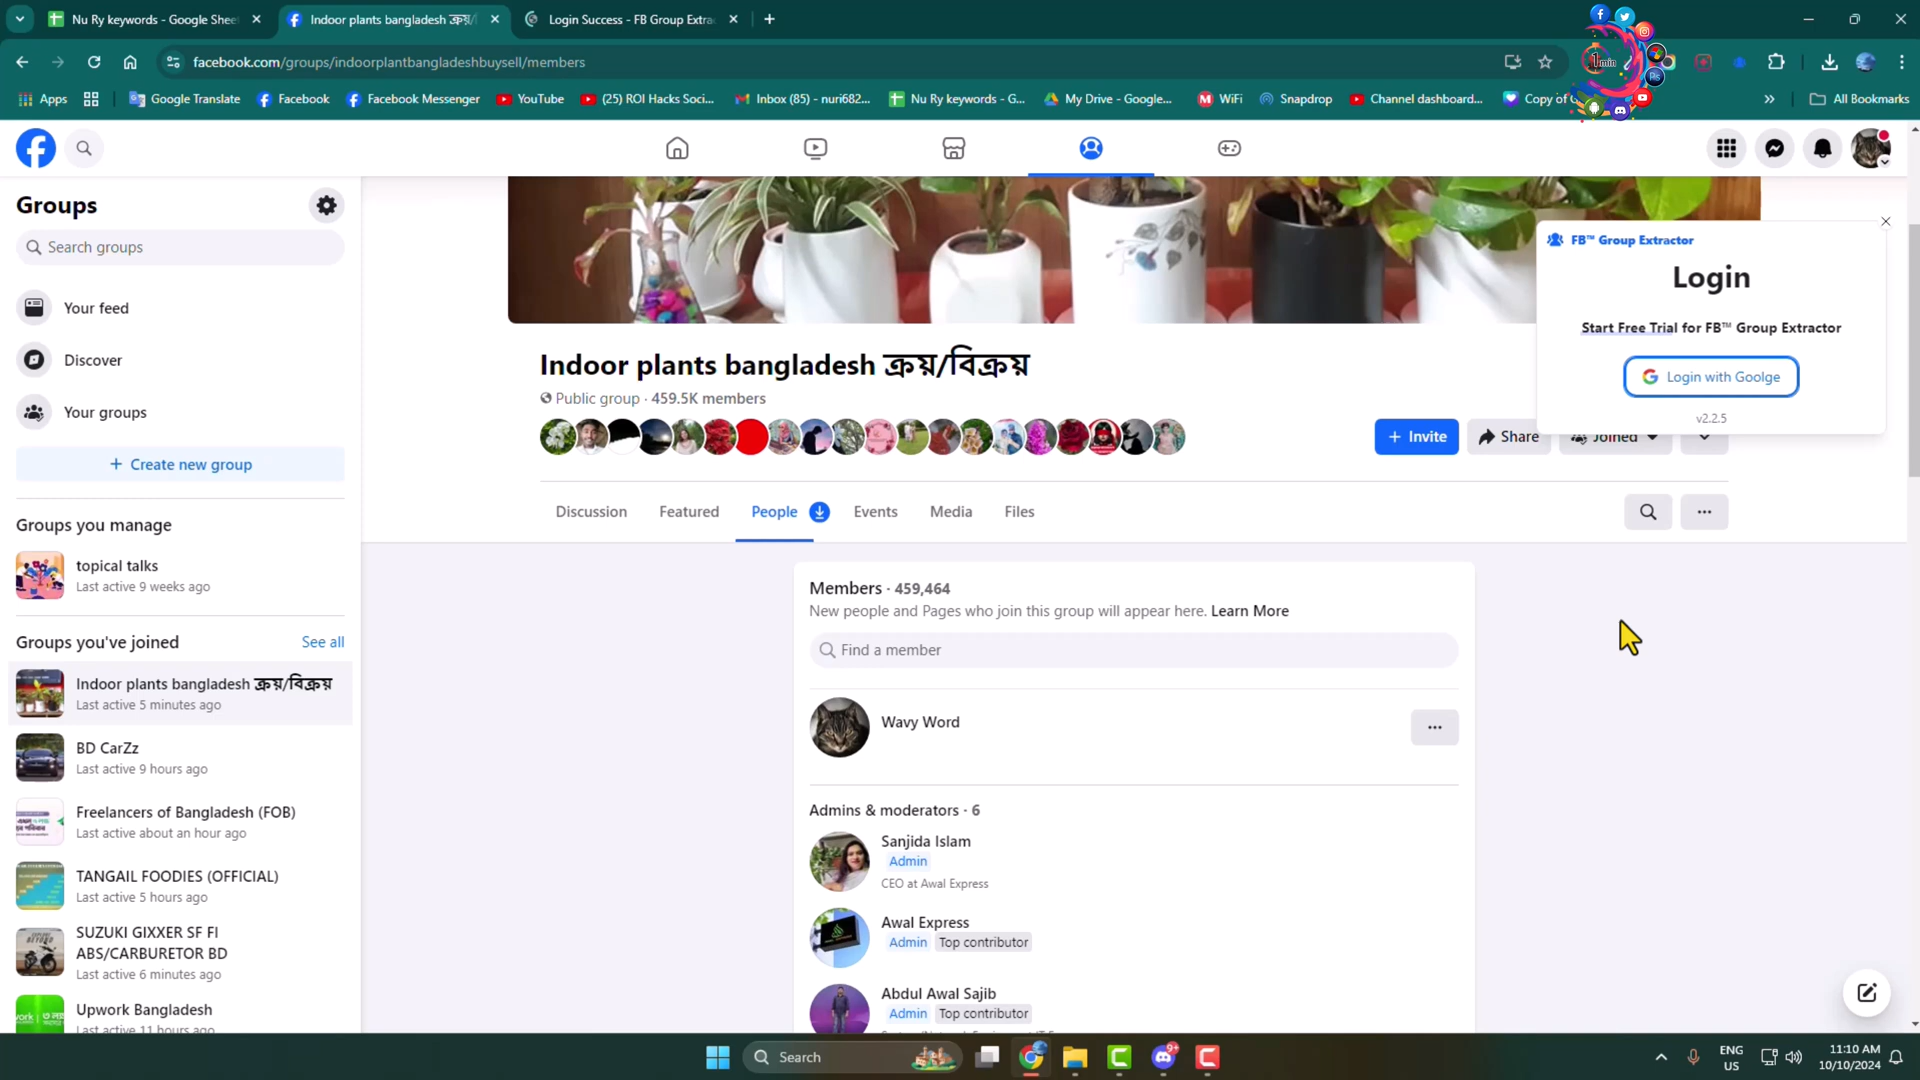 Nu Ry keywords - Google Shee
Indoor plants bangladesh ক্রয়/f
Login Success - FB Group Extrac
facebook.com/groups/indoorplantbangladeshbuysell/members
1min
Ps
Apps
Google Translate
Facebook
Facebook Messenger
YouTube
(25) ROI Hacks Soci...
Inbox (85) - nuri682...
Nu Ry keywords - G...
My Drive - Google...
WiFi
Snapdrop
Channel dashboard...
Copy of
All Bookmarks
Groups
Search groups
Your feed
Discover
Your groups
+ Create new group
Groups you manage
topical talks
Last active 9 weeks ago
Groups you've joined
See all
Indoor plants bangladesh ক্রয়/বিক্রয়
Last active 5 minutes ago
BD CarZz
Last active 9 hours ago
Freelancers of Bangladesh (FOB)
Last active about an hour ago
TANGAIL FOODIES (OFFICIAL)
Last active 5 hours ago
SUZUKI GIXXER SF FI
ABS/CARBURETOR BD
Last active 6 minutes ago
Upwork Bangladesh
Last active 11 hours ago
Indoor plants bangladesh ক্রয়/বিক্রয়
Public group · 459.5K members
+ Invite
Share
Joined
Discussion
Featured
People
Events
Media
Files
Members · 459,464
New people and Pages who join this group will appear here. Learn More
Find a member
Wavy Word
Admins & moderators · 6
Sanjida Islam
Admin
CEO at Awal Express
Awal Express
Admin Top contributor
Abdul Awal Sajib
Admin Top contributor
FB™ Group Extractor
Login
Start Free Trial for FB™ Group Extractor
Login with Goolge
v2.2.5
Search
9+
ENG
US
11:10 AM
10/10/2024